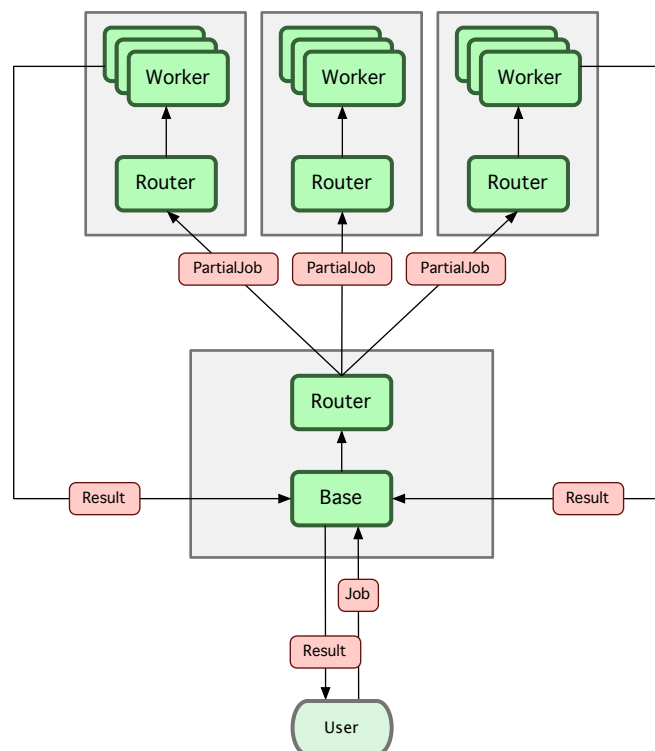 Worker
Worker
Worker
Router
Router
Router
PartialJob
PartialJob
PartialJob
Router
Result
Base
Result
Job
Result
User